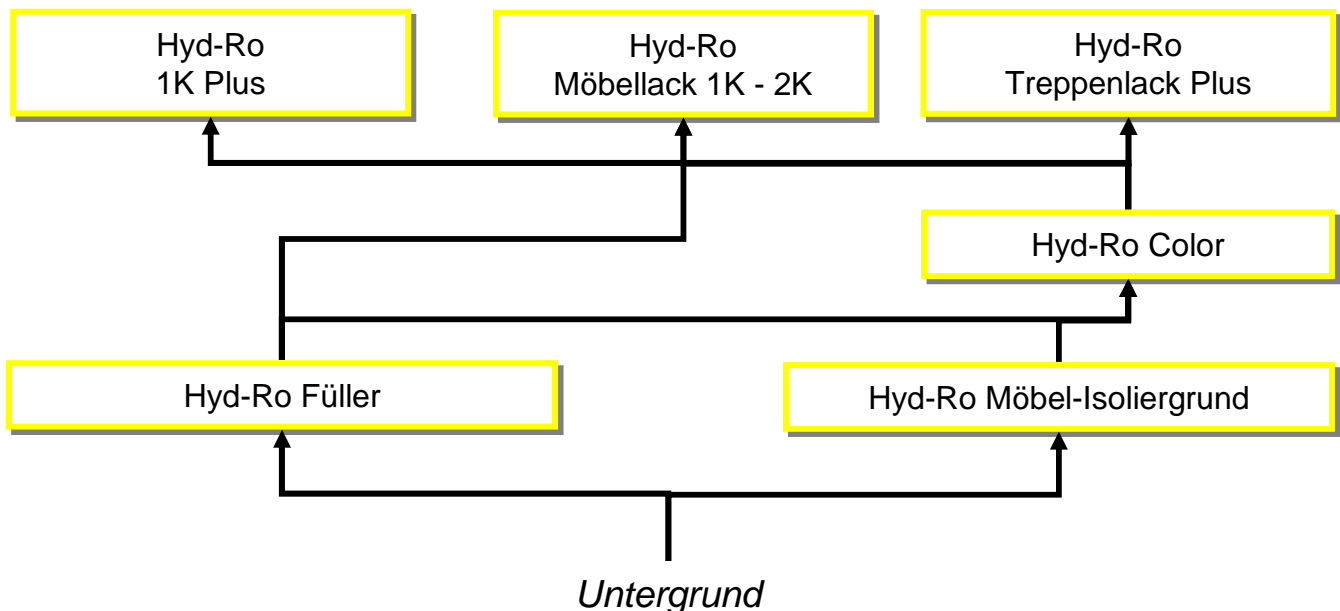 Hyd-Ro
1K Plus
Hyd-Ro
Möbellack 1K - 2K
Hyd-Ro
Treppenlack Plus
Hyd-Ro Color
Hyd-Ro Füller
Hyd-Ro Möbel-Isoliergrund
Untergrund